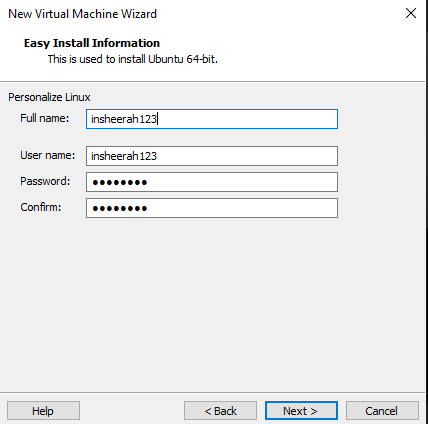 New Virtual Machine Wizard
Easy Install Information
This is used to install Ubuntu 64-bit.
Personalize Linux
Full name: insheerah123
User name: insheerah123
Password: ●●●●●●●●
Confirm: ●●●●●●●●
Help < Back Next > Cancel